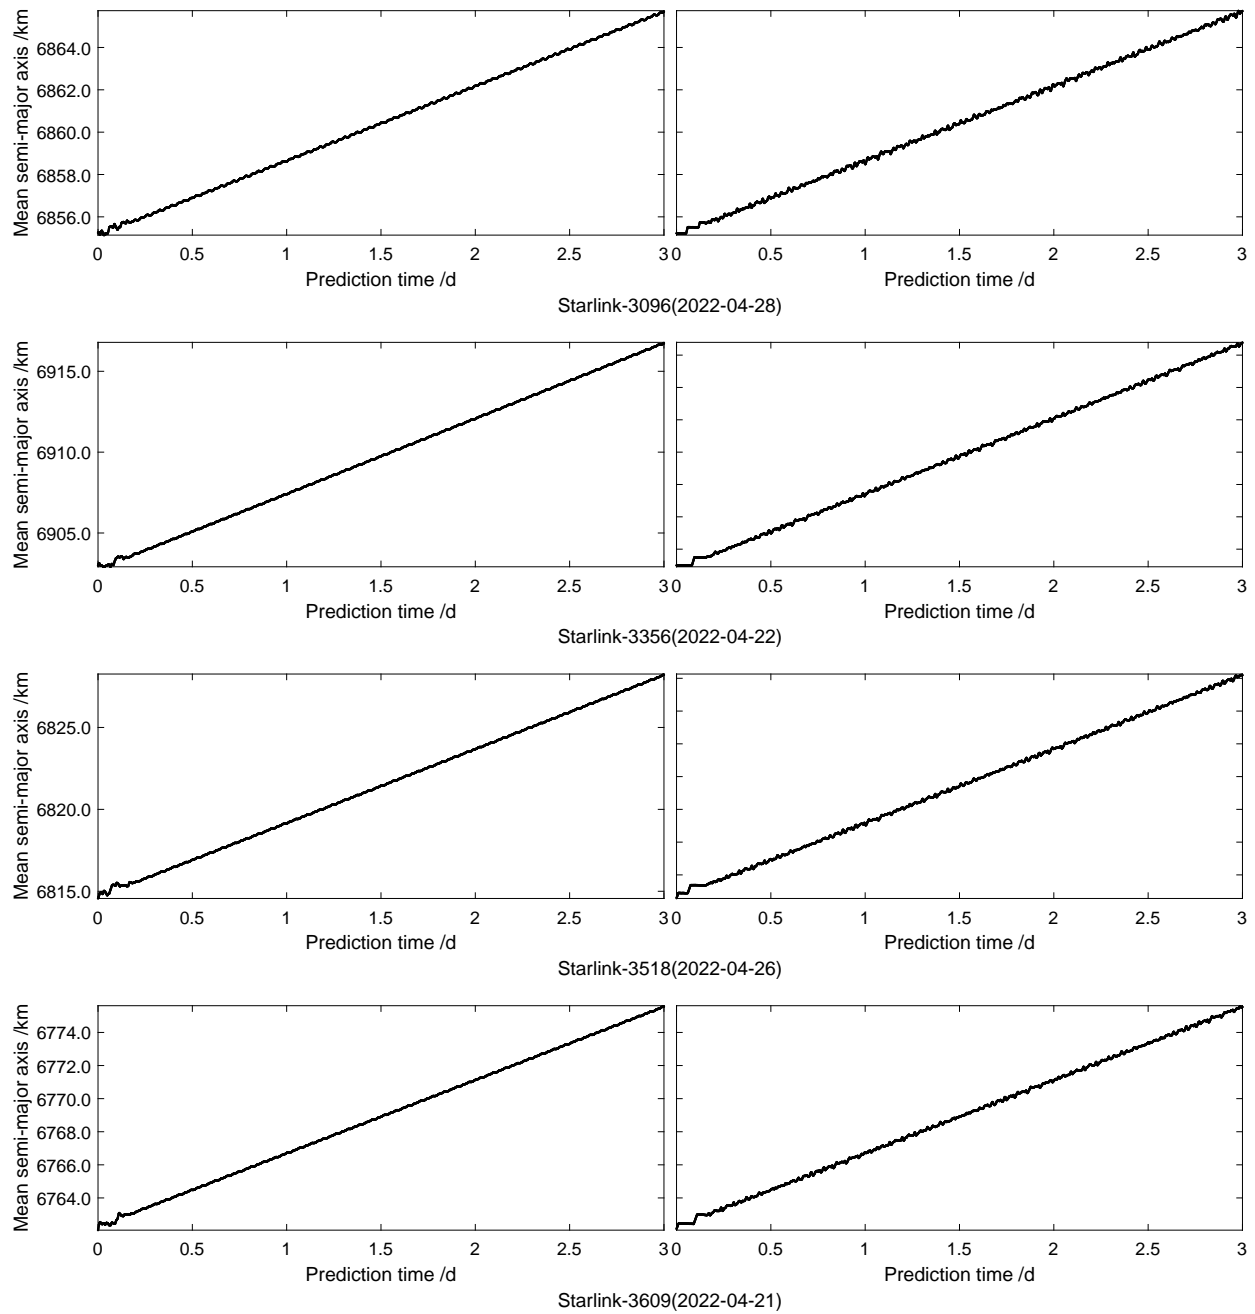 Mean semi-major axis /km
6864.0
6862.0
6860.0
6858.0
6856.0
0 0.5 1 1.5 2 2.5 3 0 0.5 1 1.5 2 2.5 3
Prediction time /d Prediction time /d
Starlink-3096(2022-04-28)
Mean semi-major axis /km
6915.0
6910.0
6905.0
0 0.5 1 1.5 2 2.5 3 0 0.5 1 1.5 2 2.5 3
Prediction time /d Prediction time /d
Starlink-3356(2022-04-22)
Mean semi-major axis /km
6825.0
6820.0
6815.0
0 0.5 1 1.5 2 2.5 3 0 0.5 1 1.5 2 2.5 3
Prediction time /d Prediction time /d
Starlink-3518(2022-04-26)
Mean semi-major axis /km
6774.0
6772.0
6770.0
6768.0
6766.0
6764.0
0 0.5 1 1.5 2 2.5 3 0 0.5 1 1.5 2 2.5 3
Prediction time /d Prediction time /d
Starlink-3609(2022-04-21)